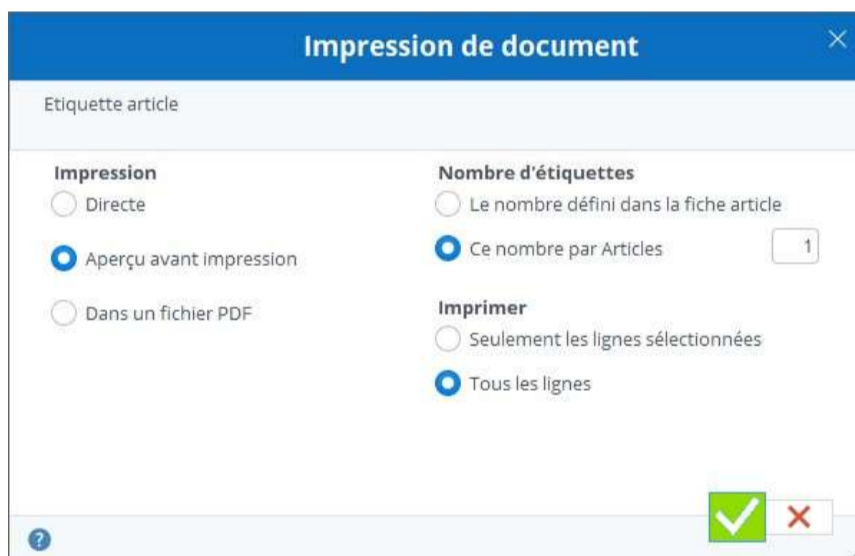 Impression de document
Etiquette article
Impression
Directe
Aperçu avant impression
Dans un fichier PDF
Nombre d'étiquettes
Le nombre défini dans la fiche article
Ce nombre par Articles 1
Imprimer
Seulement les lignes sélectionnées
Tous les lignes
?